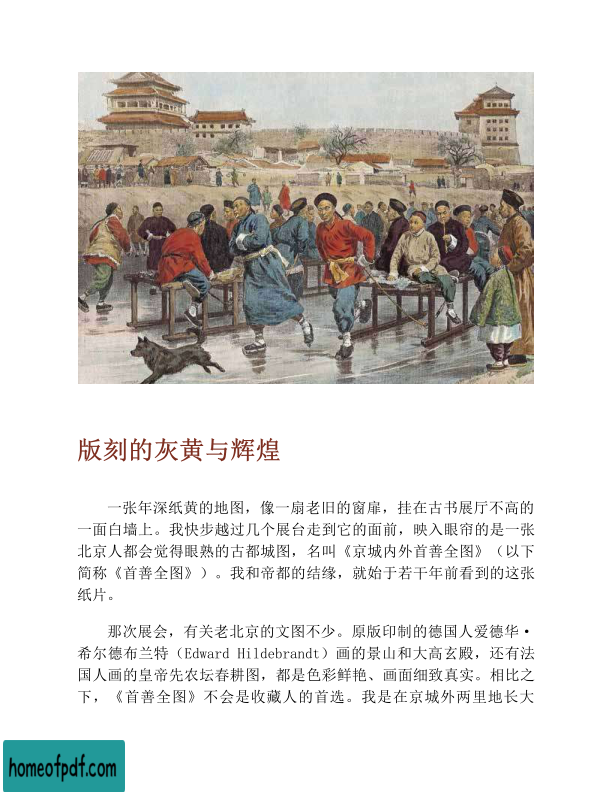 版刻的灰黄与辉煌
一张年深纸黄的地图，像一扇老旧的窗扉，挂在古书展厅不高的
一面白墙上。我快步越过几个展台走到它的面前，映入眼帘的是一张
北京人都会觉得眼熟的古都城图，名叫《京城内外首善全图》（以下
简称《首善全图》）。我和帝都的结缘，就始于若干年前看到的这张
纸片。
那次展会，有关老北京的文图不少。原版印制的德国人爱德华·
希尔德布兰特（Edward Hildebrandt）画的景山和大高玄殿，还有法
国人画的皇帝先农坛春耕图，都是色彩鲜艳、画面细致真实。相比之
下，《首善全图》不会是收藏人的首选。我是在京城外两里地长大
homeofpdf.com